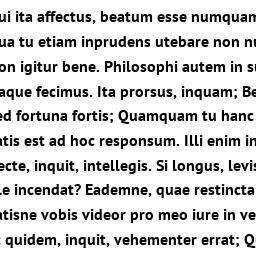 ui ita affectus, beatum esse numquam
ua tu etiam inprudens utebare non nu
on igitur bene. Philosophi autem in su
aque fecimus. Ita prorsus, inquam; Be
ed fortuna fortis; Quamquam tu hanc
atis est ad hoc responsum. Illi enim in
ecte, inquit, intellegis. Si longus, levis
le incendat? Eademne, quae restincta
atisne vobis videor pro meo iure in ve
t quidem, inquit, vehementer errat; Q